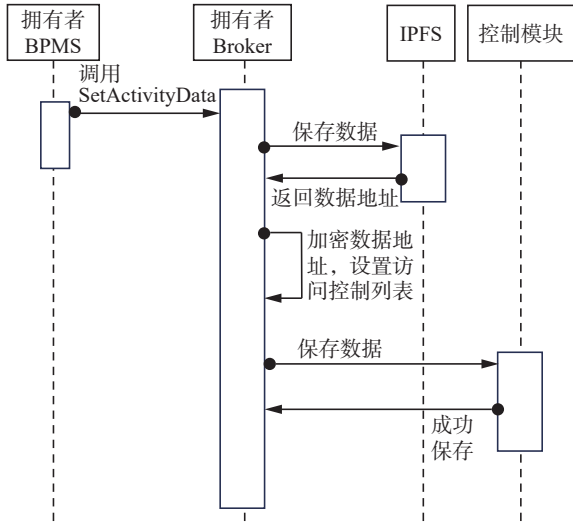 拥有者
BPMS
拥有者
Broker
IPFS
控制模块
调用
SetActivityData
保存数据
返回数据地址
加密数据地
址，设置访
问控制列表
保存数据
成功
保存